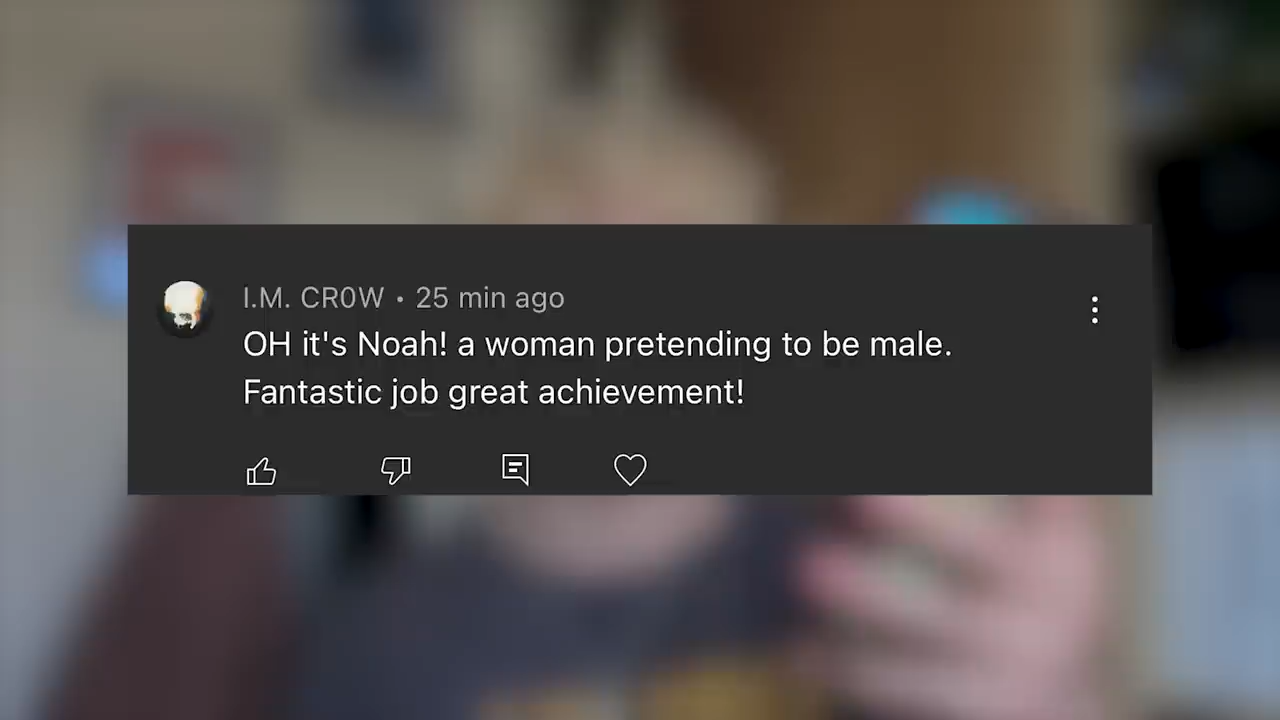 I.M. CR0W • 25 min ago
OH it's Noah! a woman pretending to be male.
Fantastic job great achievement!